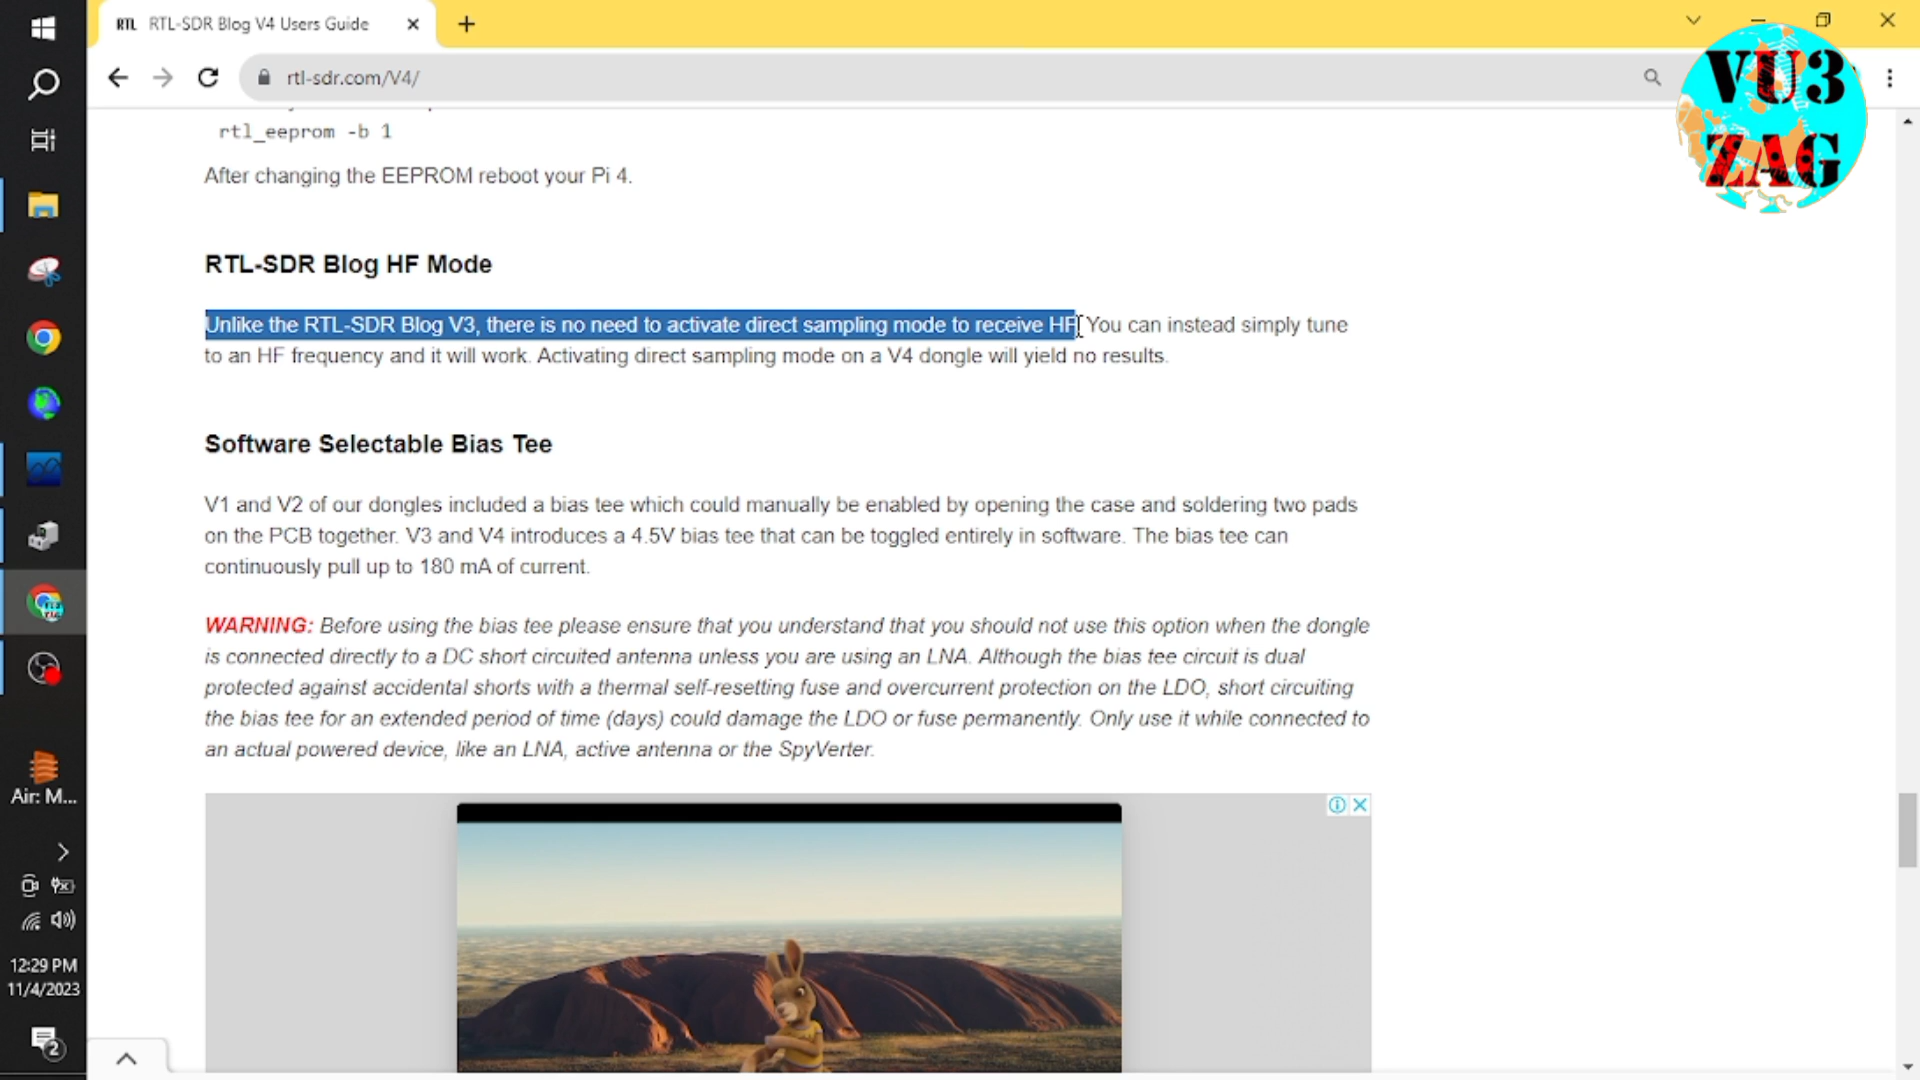 RTL RTL-SDR Blog V4 Users Guide
rtl-sdr.com/V4/
VU3
ZAG
rtl_eeprom -b 1
After changing the EEPROM reboot your Pi 4.
RTL-SDR Blog HF Mode
Unlike the RTL-SDR Blog V3, there is no need to activate direct sampling mode to receive HF. You can instead simply tune
to an HF frequency and it will work. Activating direct sampling mode on a V4 dongle will yield no results.
Software Selectable Bias Tee
V1 and V2 of our dongles included a bias tee which could manually be enabled by opening the case and soldering two pads
on the PCB together. V3 and V4 introduces a 4.5V bias tee that can be toggled entirely in software. The bias tee can
continuously pull up to 180 mA of current.
WARNING: Before using the bias tee please ensure that you understand that you should not use this option when the dongle
is connected directly to a DC short circuited antenna unless you are using an LNA. Although the bias tee circuit is dual
protected against accidental shorts with a thermal self-resetting fuse and overcurrent protection on the LDO, short circuiting
the bias tee for an extended period of time (days) could damage the LDO or fuse permanently. Only use it while connected to
an actual powered device, like an LNA, active antenna or the SpyVerter.
Air: M...
12:29 PM
11/4/2023
2